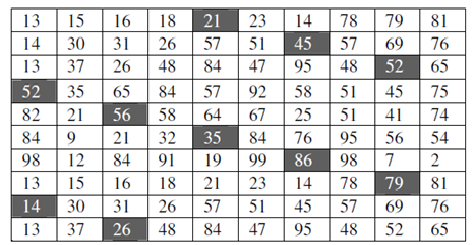 13 15 16 18 21 23 14 78 79 81
14 30 31 26 57 51 45 57 69 76
13 37 26 48 84 47 95 48 52 65
52 35 65 84 57 92 58 51 45 75
82 21 56 58 64 67 25 51 41 74
84 9 21 32 35 84 76 95 56 54
98 12 84 91 19 99 86 98 7 2
13 15 16 18 21 23 14 78 79 81
14 30 31 26 57 51 45 57 69 76
13 37 26 48 84 47 95 48 52 65